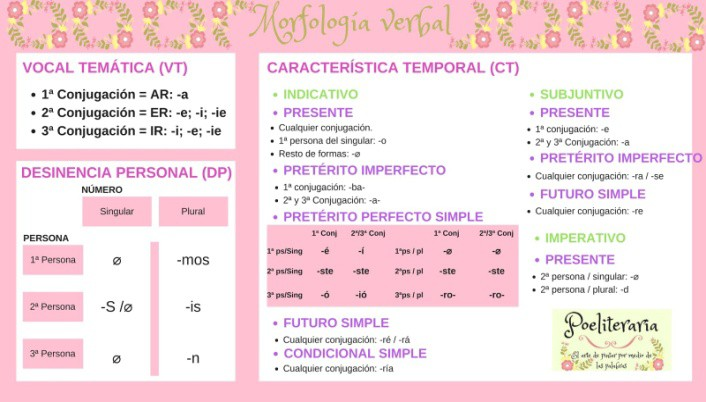 Morfología verbal
VOCAL TEMÁTICA (VT)
• 1ª Conjugación = AR: -a
• 2ª Conjugación = ER: -e; -i; -ie
• 3ª Conjugación = IR: -i; -e; -ie
DESINENCIA PERSONAL (DP)
NÚMERO
Singular Plural
PERSONA
1ª Persona ⌀ -mos
2ª Persona -S /⌀ -is
3ª Persona ⌀ -n
CARACTERÍSTICA TEMPORAL (CT)
• INDICATIVO
• PRESENTE
• Cualquier conjugación.
• 1ª persona del singular: -o
• Resto de formas: -⌀
• PRETÉRITO IMPERFECTO
• 1ª conjugación: -ba-
• 2ª y 3ª Conjugación: -a-
• PRETÉRITO PERFECTO SIMPLE
1ª Conj 2ª/3ª Conj 1ª Conj 2ª/3ª Conj
1ª ps/Sing -é -í 1ªps / pl -⌀ -⌀
2ª ps/Sing -ste -ste 2ªps / pl -ste -ste
3ª ps/Sing -ó -ió 3ªps / pl -ro- -ro-
• FUTURO SIMPLE
• Cualquier conjugación: -ré / -rá
• CONDICIONAL SIMPLE
• Cualquier conjugación: -ría
• SUBJUNTIVO
• PRESENTE
• 1ª conjugación: -e
• 2ª y 3ª Conjugación: -a
• PRETÉRITO IMPERFECTO
• Cualquier conjugación: -ra / -se
• FUTURO SIMPLE
• Cualquier conjugación: -re
• IMPERATIVO
• PRESENTE
• 2ª persona / singular: -⌀
• 2ª persona / plural: -d
Poeliteraria
El arte de pintar por medio de
las palabras